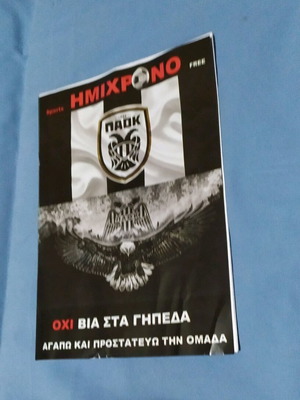 Sports
ΗΜΙΧΡΟΝΟ
FREE
ΠΑΟΚ
ΟΧΙ ΒΙΑ ΣΤΑ ΓΗΠΕΔΑ
ΑΓΑΠΩ ΚΑΙ ΠΡΟΣΤΑΤΕΥΩ ΤΗΝ ΟΜΑΔΑ